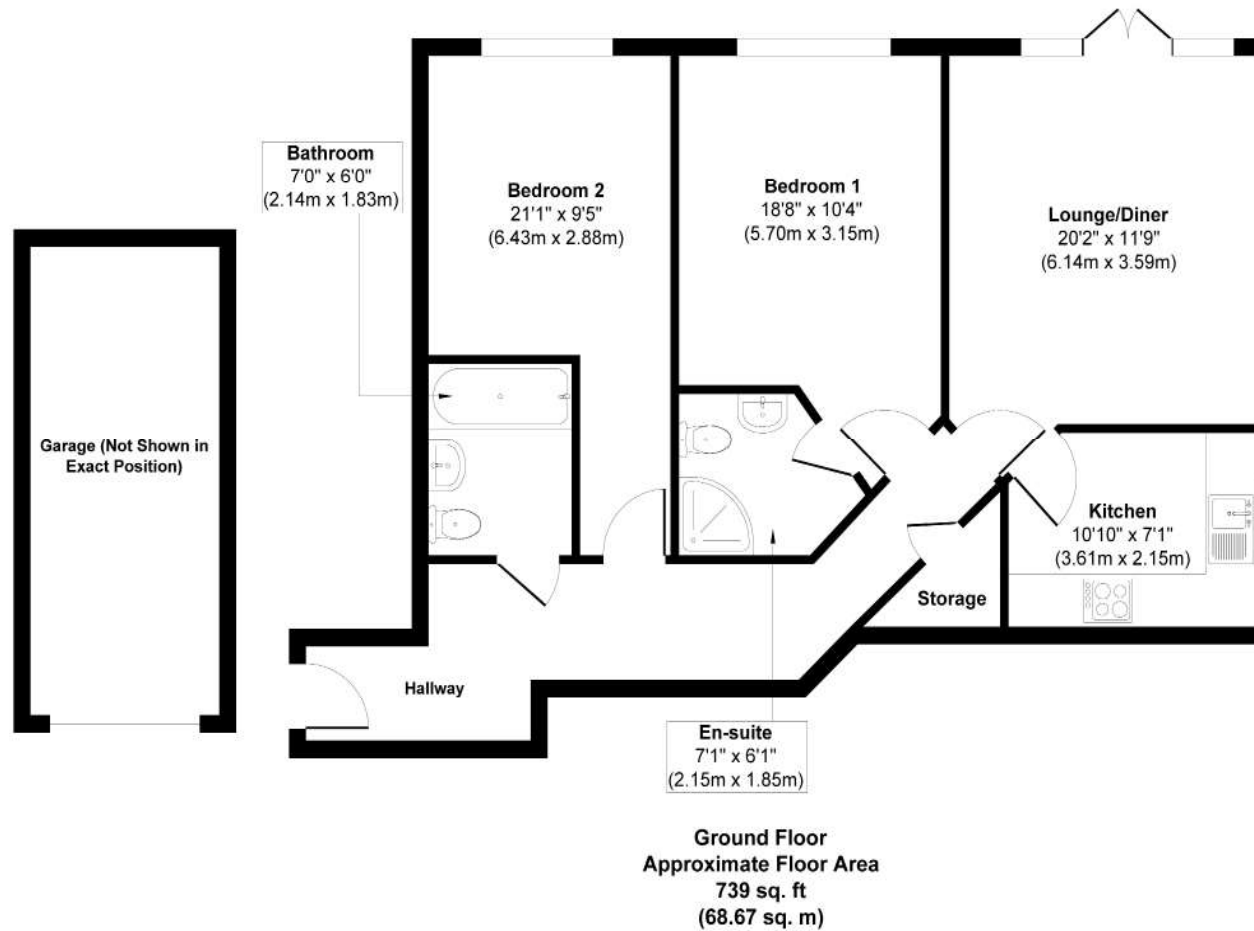 Bathroom
7'0" x 6'0"
(2.14m x 1.83m)
Bedroom 2
21'1" x 9'5"
(6.43m x 2.88m)
Bedroom 1
18'8" x 10'4"
(5.70m x 3.15m)
Lounge/Diner
20'2" x 11'9"
(6.14m x 3.59m)
Garage (Not Shown in
Exact Position)
Kitchen
10'10" x 7'1"
(3.61m x 2.15m)
Storage
Hallway
En-suite
7'1" x 6'1"
(2.15m x 1.85m)
Ground Floor
Approximate Floor Area
739 sq. ft
(68.67 sq. m)